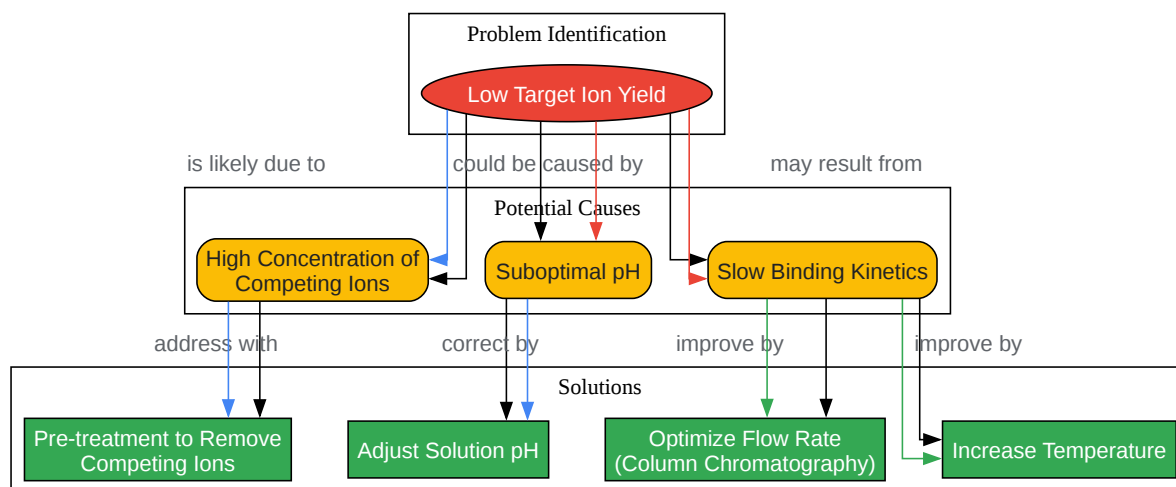 Problem Identification
Low Target Ion Yield
is likely due to
could be caused by
may result from
Potential Causes
High Concentration of
Competing Ions
Suboptimal pH
Slow Binding Kinetics
address with
correct by
improve by
improve by
Solutions
Pre-treatment to Remove
Competing Ions
Adjust Solution pH
Optimize Flow Rate
(Column Chromatography)
Increase Temperature